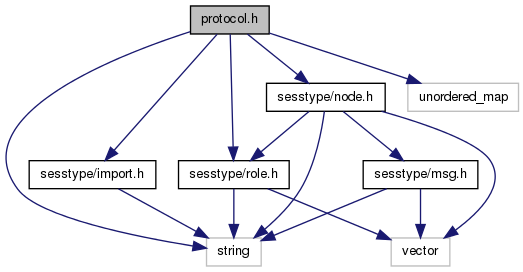 protocol.h
sesstype/node.h
unordered_map
sesstype/import.h
sesstype/role.h
sesstype/msg.h
string
vector